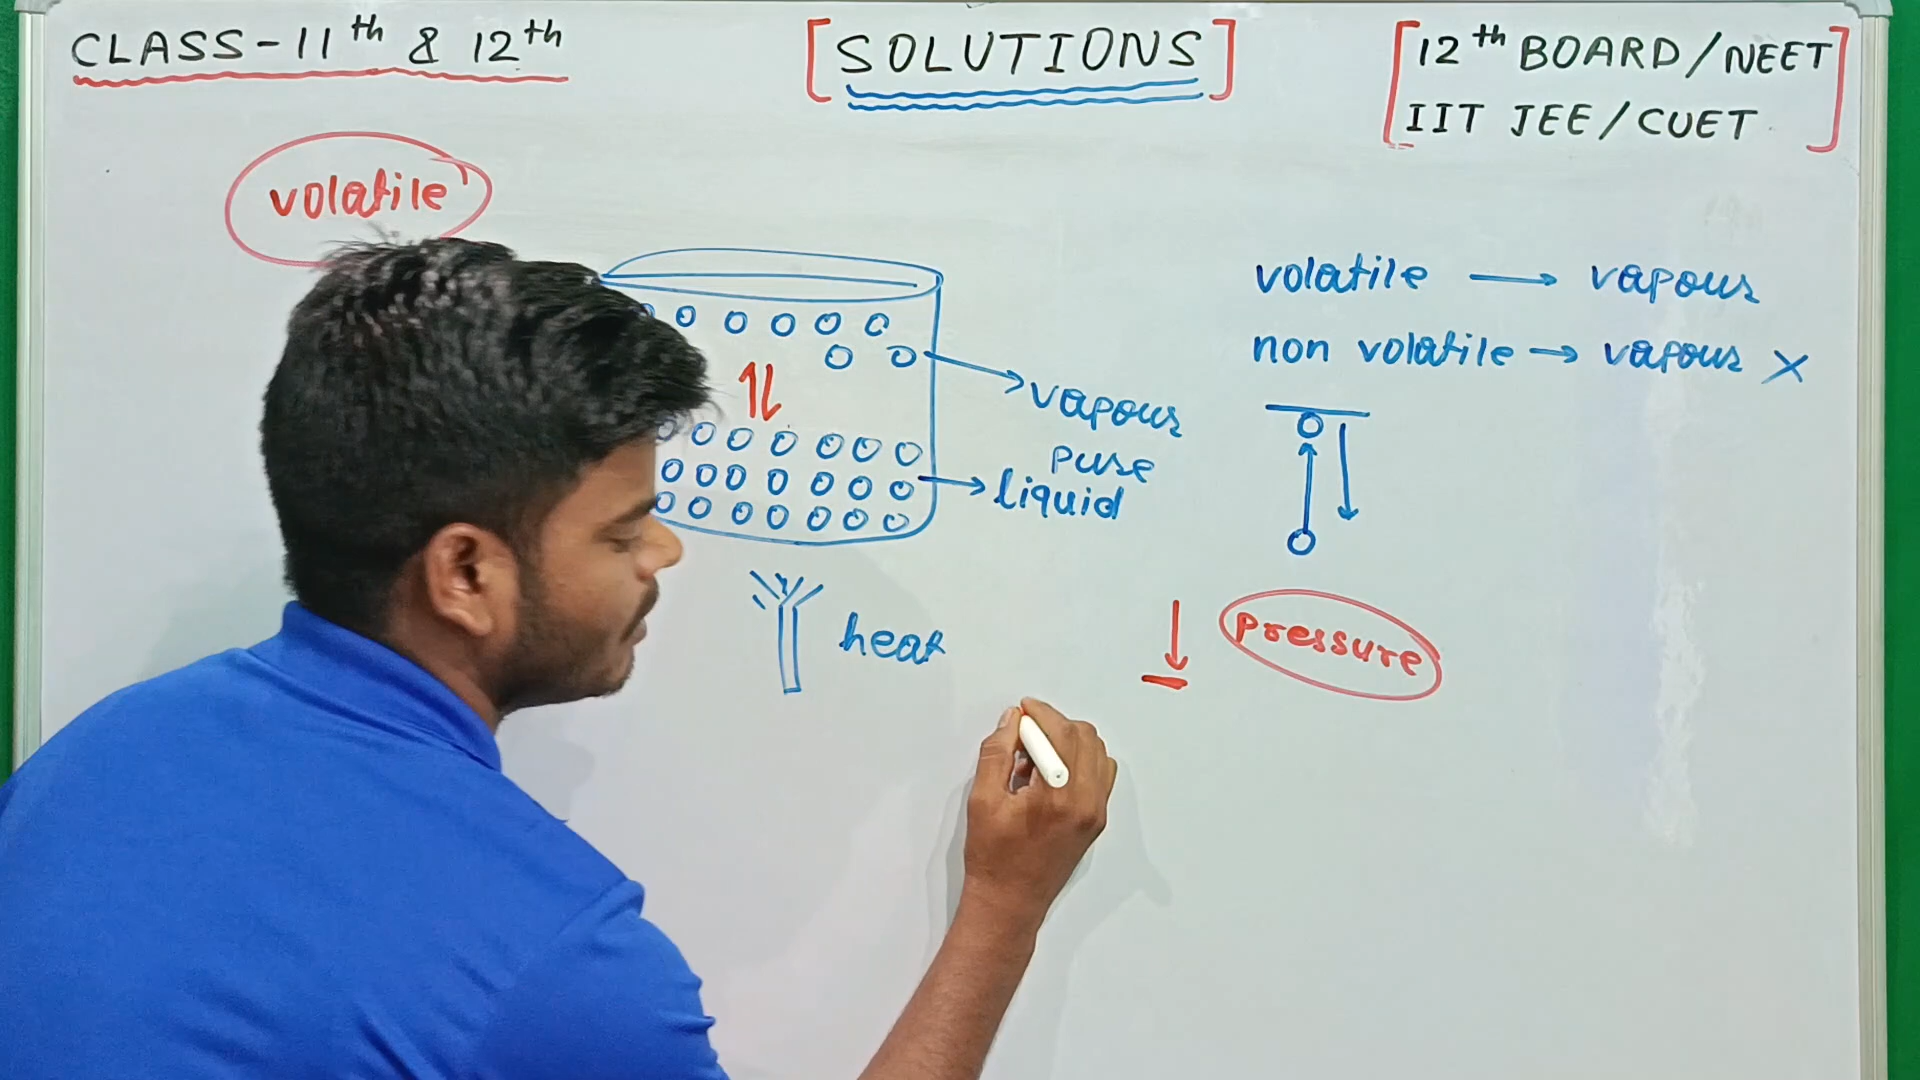 CLASS-11th & 12th
[SOLUTIONS]
[12th BOARD/NEET
IIT JEE/CUET]
volatile
volatile → vapour
non volatile → vapour ×
vapour
pure
liquid
heat
pressure